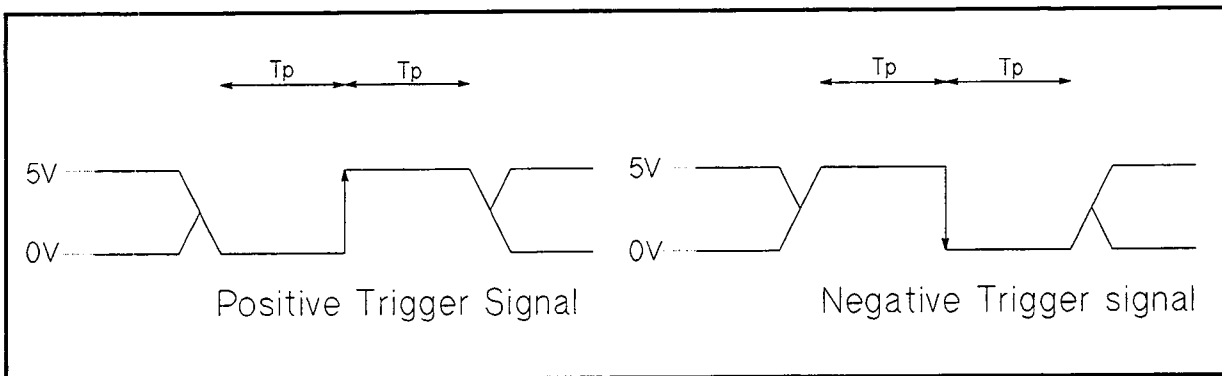 Tp Tp
Tp Tp
5V
0V
5V
0V
Positive Trigger Signal
Negative Trigger signal